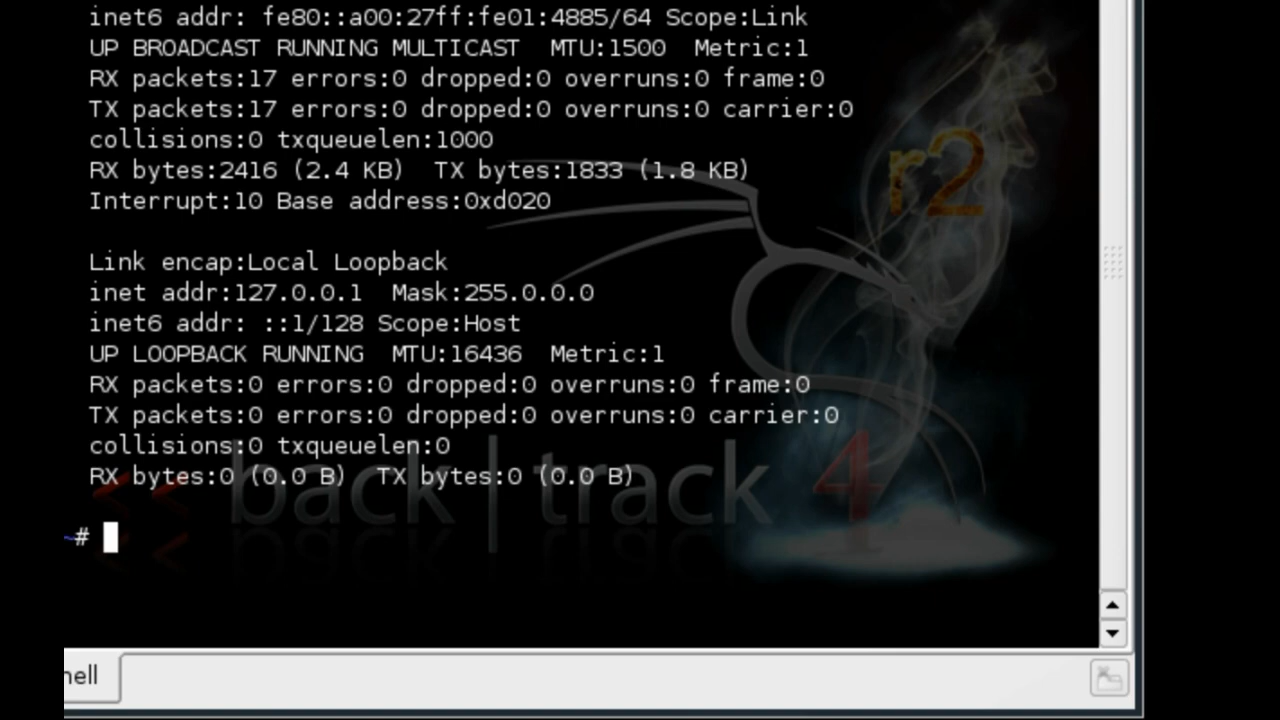 inet6 addr: fe80::a00:27ff:fe01:4885/64 Scope:Link
UP BROADCAST RUNNING MULTICAST  MTU:1500  Metric:1
RX packets:17 errors:0 dropped:0 overruns:0 frame:0
TX packets:17 errors:0 dropped:0 overruns:0 carrier:0
collisions:0 txqueuelen:1000
RX bytes:2416 (2.4 KB)  TX bytes:1833 (1.8 KB)
Interrupt:10 Base address:0xd020
r2
Link encap:Local Loopback
inet addr:127.0.0.1  Mask:255.0.0.0
inet6 addr: ::1/128 Scope:Host
UP LOOPBACK RUNNING  MTU:16436  Metric:1
RX packets:0 errors:0 dropped:0 overruns:0 frame:0
TX packets:0 errors:0 dropped:0 overruns:0 carrier:0
collisions:0 txqueuelen:0
RX bytes:0 (0.0 B)  TX bytes:0 (0.0 B)
<< back | track 4
~#
hell